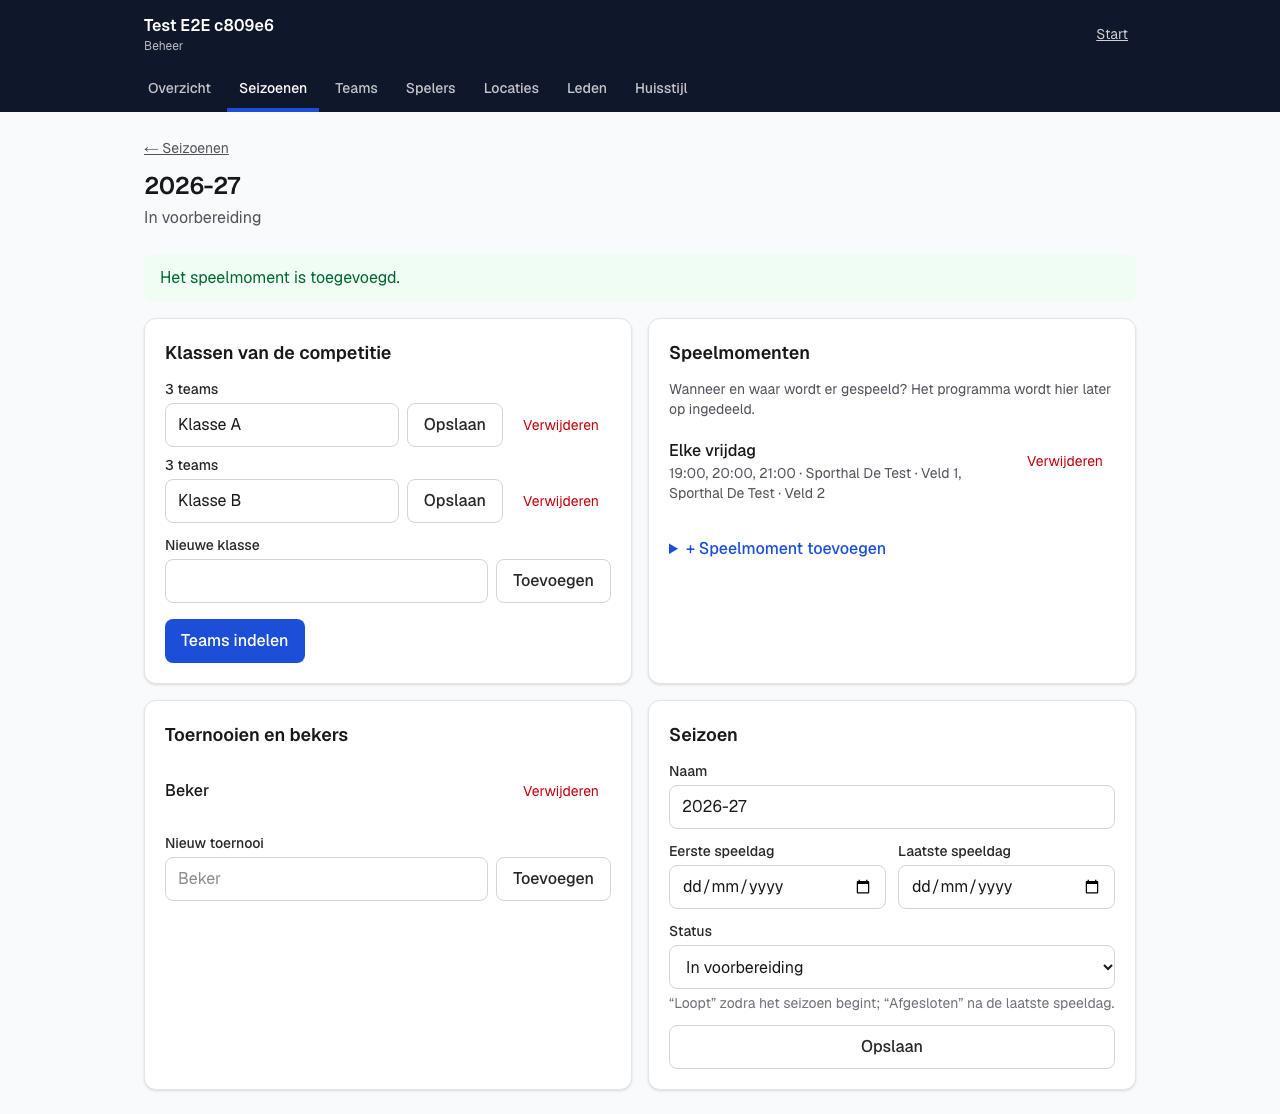 Test E2E c809e6
Beheer
Start
Overzicht Seizoenen Teams Spelers Locaties Leden Huisstijl
← Seizoenen
2026-27
In voorbereiding
Het speelmoment is toegevoegd.
Klassen van de competitie
3 teams
Klasse A Opslaan Verwijderen
3 teams
Klasse B Opslaan Verwijderen
Nieuwe klasse
Toevoegen
Teams indelen
Speelmomenten
Wanneer en waar wordt er gespeeld? Het programma wordt hier later
op ingedeeld.
Elke vrijdag
19:00, 20:00, 21:00 · Sporthal De Test · Veld 1,
Sporthal De Test · Veld 2
Verwijderen
+ Speelmoment toevoegen
Toernooien en bekers
Beker Verwijderen
Nieuw toernooi
Beker Toevoegen
Seizoen
Naam
2026-27
Eerste speeldag Laatste speeldag
dd/mm/yyyy dd/mm/yyyy
Status
In voorbereiding
“Loopt” zodra het seizoen begint; “Afgesloten” na de laatste speeldag.
Opslaan